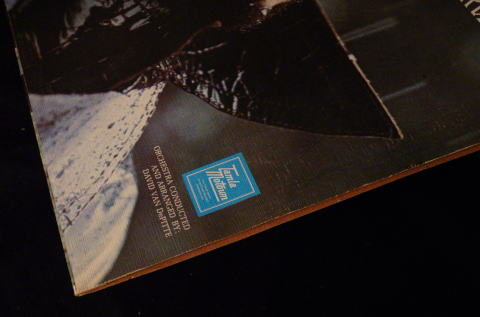 ORCHESTRA CONDUCTED
AND ARRANGED BY:
DAVID VAN DePITTE
Tamla
Motown